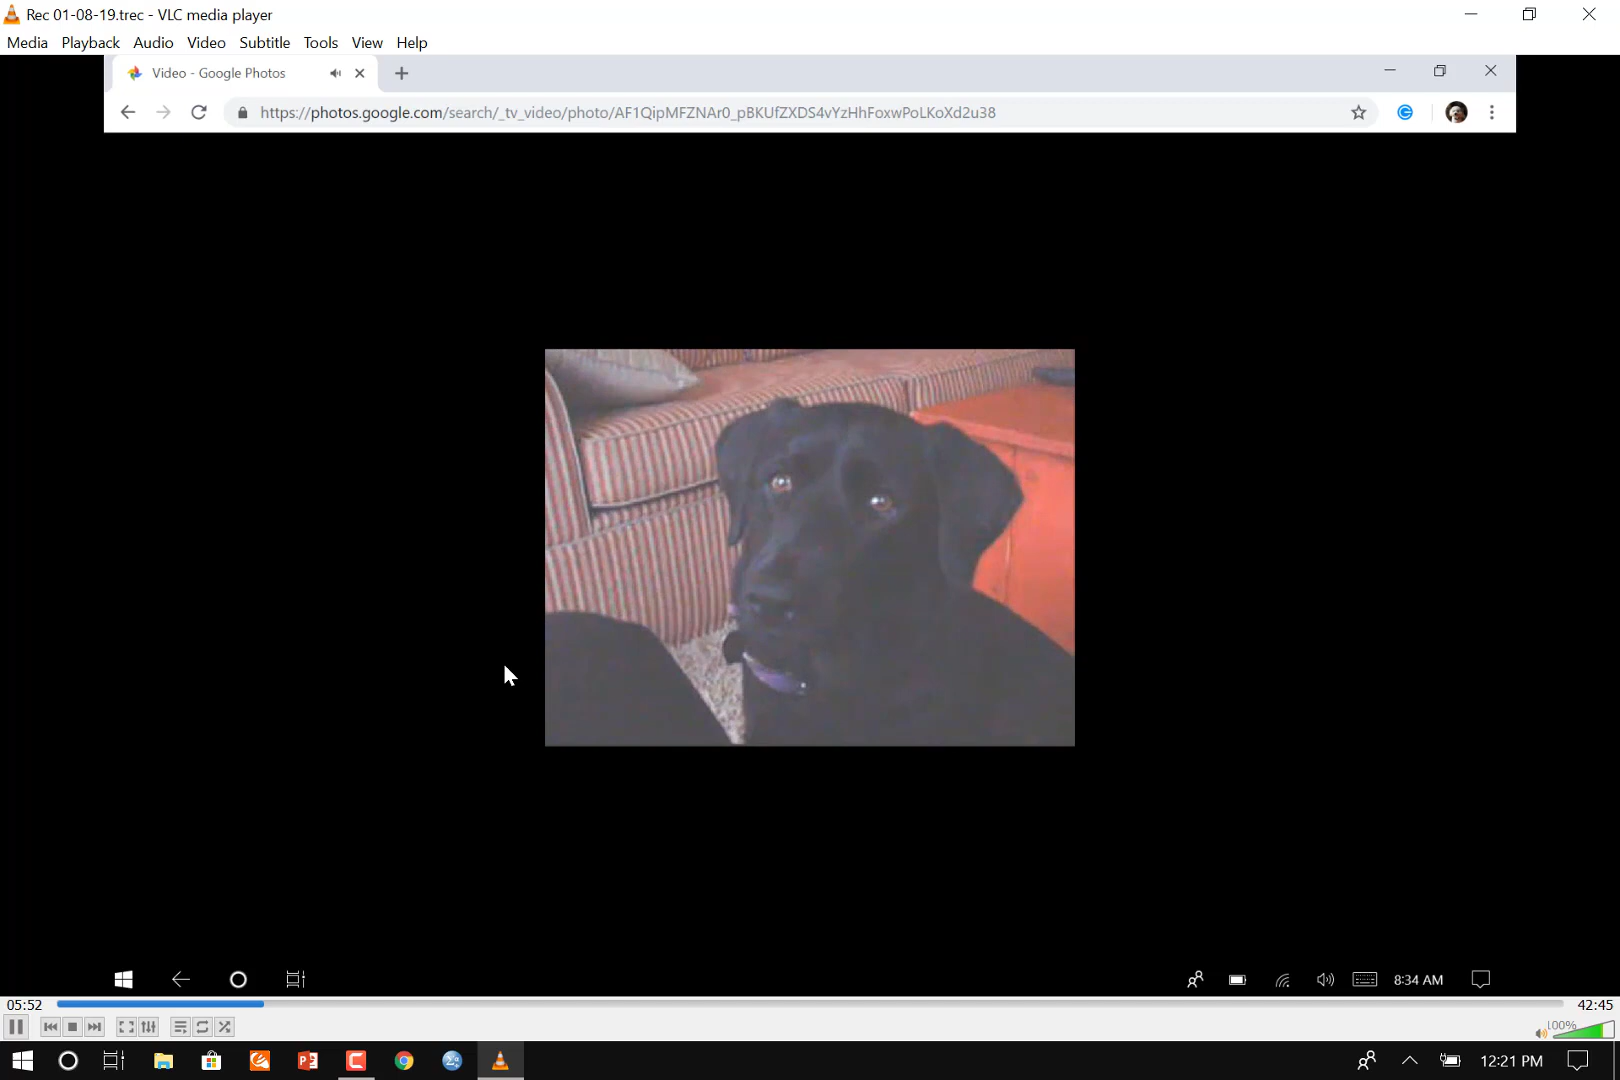 Rec 01-08-19.trec - VLC media player
Media Playback Audio Video Subtitle Tools View Help
Video - Google Photos
https://photos.google.com/search/_tv_video/photo/AF1QipMFZNAr0_pBKUfZXDS4vYzHhFoxwPoLKoXd2u38
8:34 AM
05:52 42:45
100%
12:21 PM